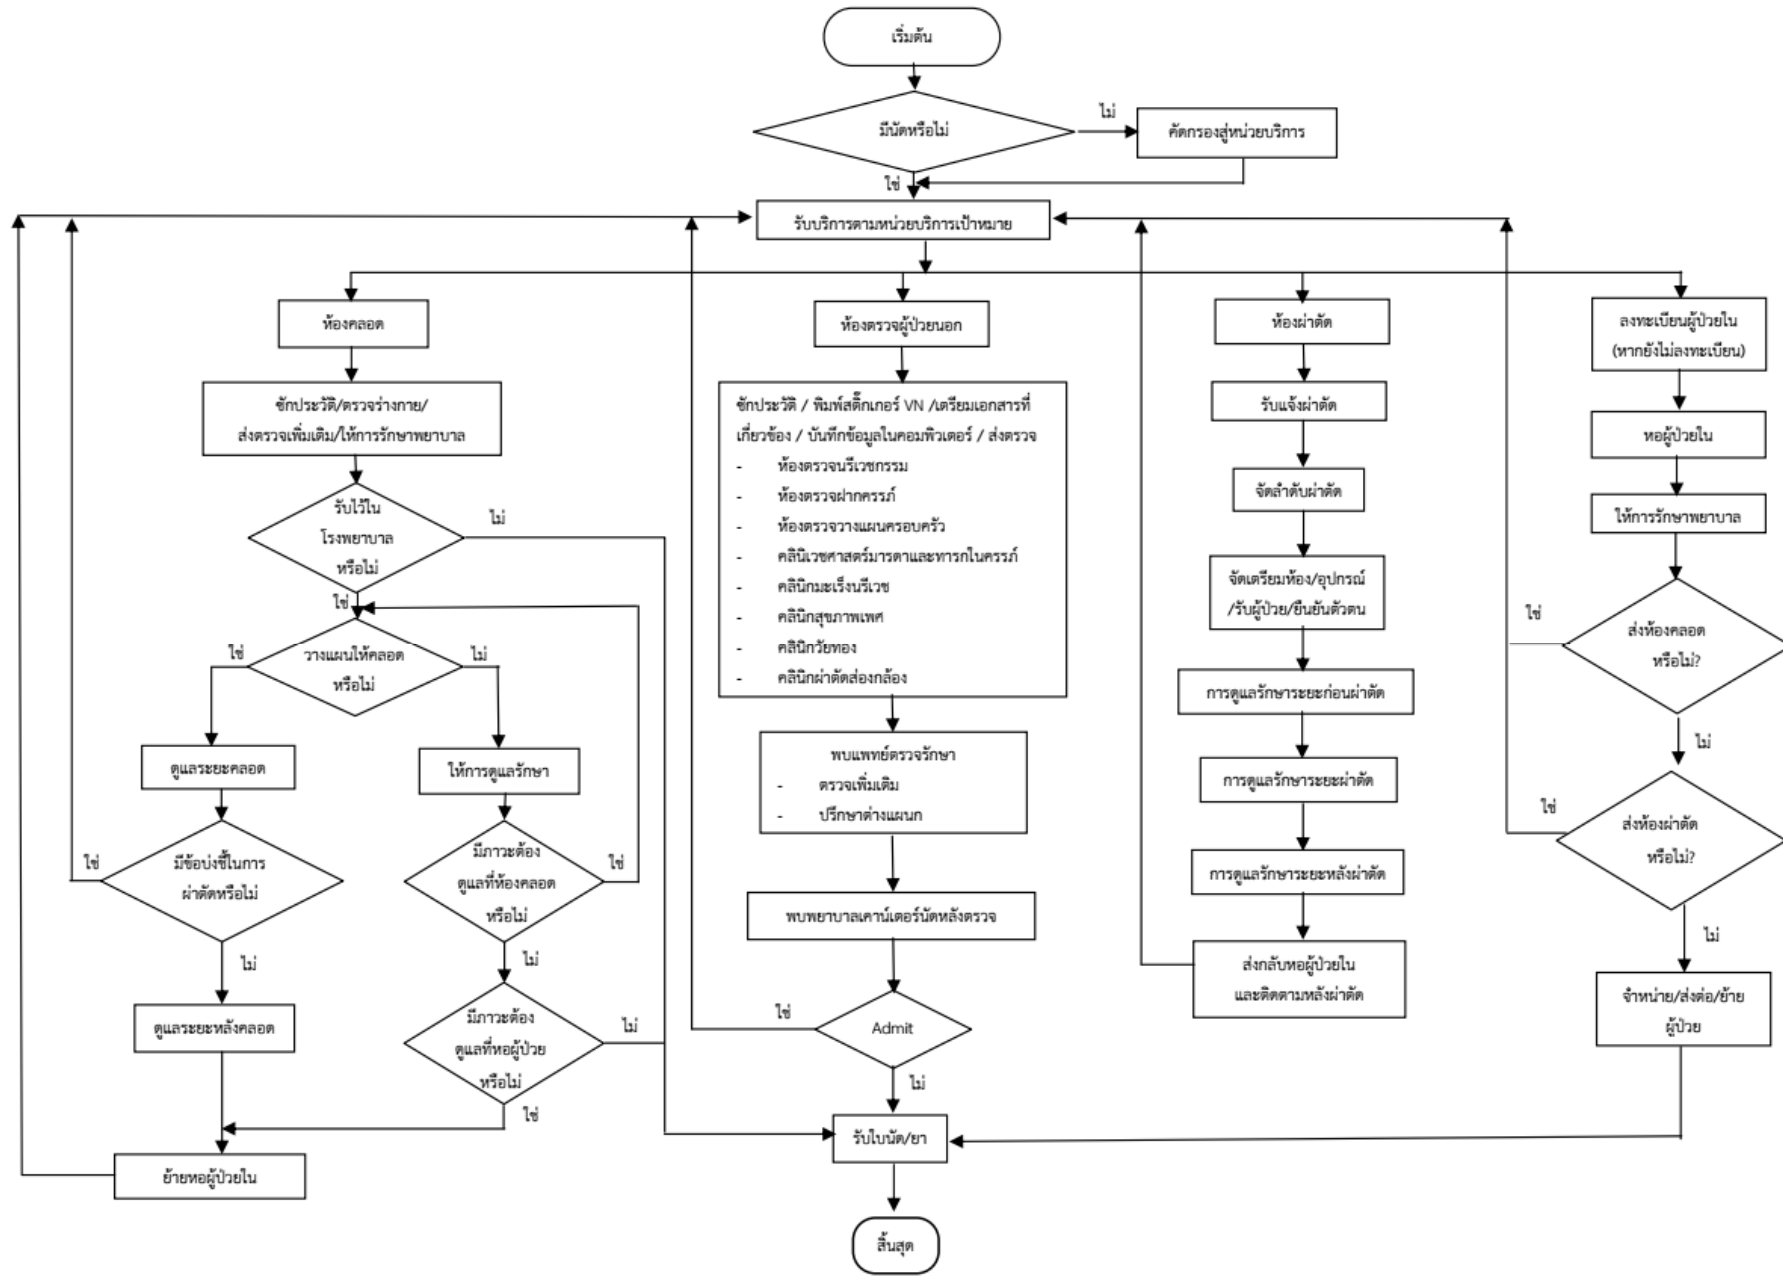 เริ่มต้น
มีนัดหรือไม่
ไม่
คัดกรองสู่หน่วยบริการ
ใช่
รับบริการตามหน่วยบริการเป้าหมาย
ห้องคลอด
ซักประวัติ/ตรวจร่างกาย/
ส่งตรวจเพิ่มเติม/ให้การรักษาพยาบาล
รับไว้ใน
โรงพยาบาล
หรือไม่
ไม่
ใช่
วางแผนให้คลอด
หรือไม่
ใช่
ไม่
ดูแลระยะคลอด
มีข้อบ่งชี้ในการ
ผ่าตัดหรือไม่
ใช่
ไม่
ดูแลระยะหลังคลอด
ย้ายหอผู้ป่วยใน
ให้การดูแลรักษา
มีภาวะต้อง
ดูแลที่ห้องคลอด
หรือไม่
ใช่
ไม่
มีภาวะต้อง
ดูแลที่หอผู้ป่วย
หรือไม่
ไม่
ใช่
ห้องตรวจผู้ป่วยนอก
ซักประวัติ / พิมพ์สติ๊กเกอร์ VN /เตรียมเอกสารที่
เกี่ยวข้อง / บันทึกข้อมูลในคอมพิวเตอร์ / ส่งตรวจ
- ห้องตรวจนรีเวชกรรม
- ห้องตรวจฝากครรภ์
- ห้องตรวจวางแผนครอบครัว
- คลินิเวชศาสตร์มารดาและทารกในครรภ์
- คลินิกมะเร็งนรีเวช
- คลินิกสุขภาพเพศ
- คลินิกวัยทอง
- คลินิกผ่าตัดส่องกล้อง
พบแพทย์ตรวจรักษา
- ตรวจเพิ่มเติม
- ปรึกษาต่างแผนก
พบพยาบาลเคาน์เตอร์นัดหลังตรวจ
Admit
ใช่
ไม่
รับใบนัด/ยา
สิ้นสุด
ห้องผ่าตัด
รับแจ้งผ่าตัด
จัดลำดับผ่าตัด
จัดเตรียมห้อง/อุปกรณ์
/รับผู้ป่วย/ยืนยันตัวตน
การดูแลรักษาระยะก่อนผ่าตัด
การดูแลรักษาระยะผ่าตัด
การดูแลรักษาระยะหลังผ่าตัด
ส่งกลับหอผู้ป่วยใน
และติดตามหลังผ่าตัด
ลงทะเบียนผู้ป่วยใน
(หากยังไม่ลงทะเบียน)
หอผู้ป่วยใน
ให้การรักษาพยาบาล
ส่งห้องคลอด
หรือไม่?
ใช่
ไม่
ส่งห้องผ่าตัด
หรือไม่?
ใช่
ไม่
จำหน่าย/ส่งต่อ/ย้าย
ผู้ป่วย